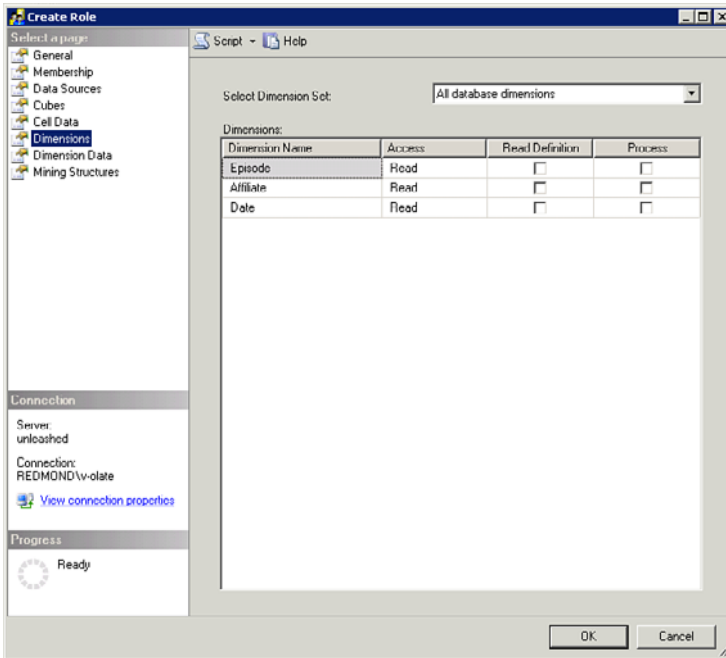 Create Role
Select a page
General
Membership
Data Sources
Cubes
Cell Data
Dimensions
Dimension Data
Mining Structures
Script
Help
Select Dimension Set:
All database dimensions
Dimensions:
Dimension Name Access Read Definition Process
Episode Read
Affiliate Read
Date Read
Connection
Server:
unleashed
Connection:
REDMOND\v-olate
View connection properties
Progress
Ready
OK Cancel